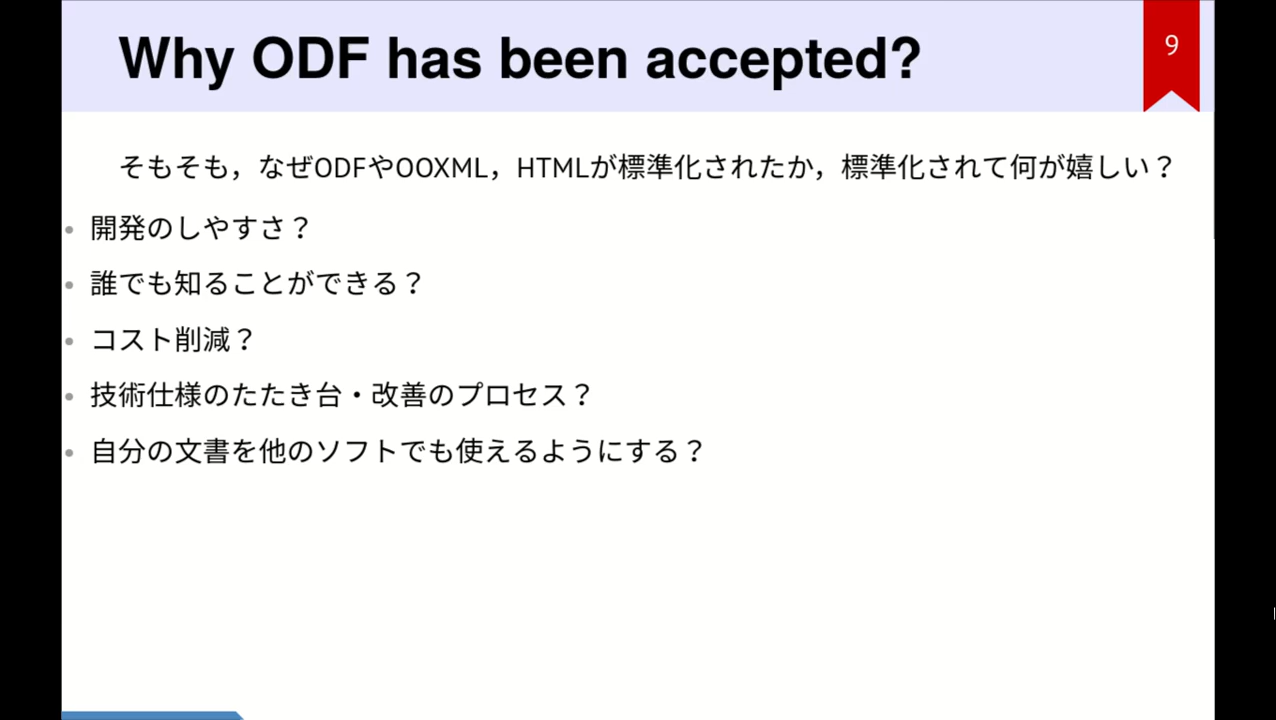 Why ODF has been accepted?
9
そもそも，なぜODFやOOXML，HTMLが標準化されたか，標準化されて何が嬉しい？
• 開発のしやすさ？
• 誰でも知ることができる？
• コスト削減？
• 技術仕様のたたき台・改善のプロセス？
• 自分の文書を他のソフトでも使えるようにする？